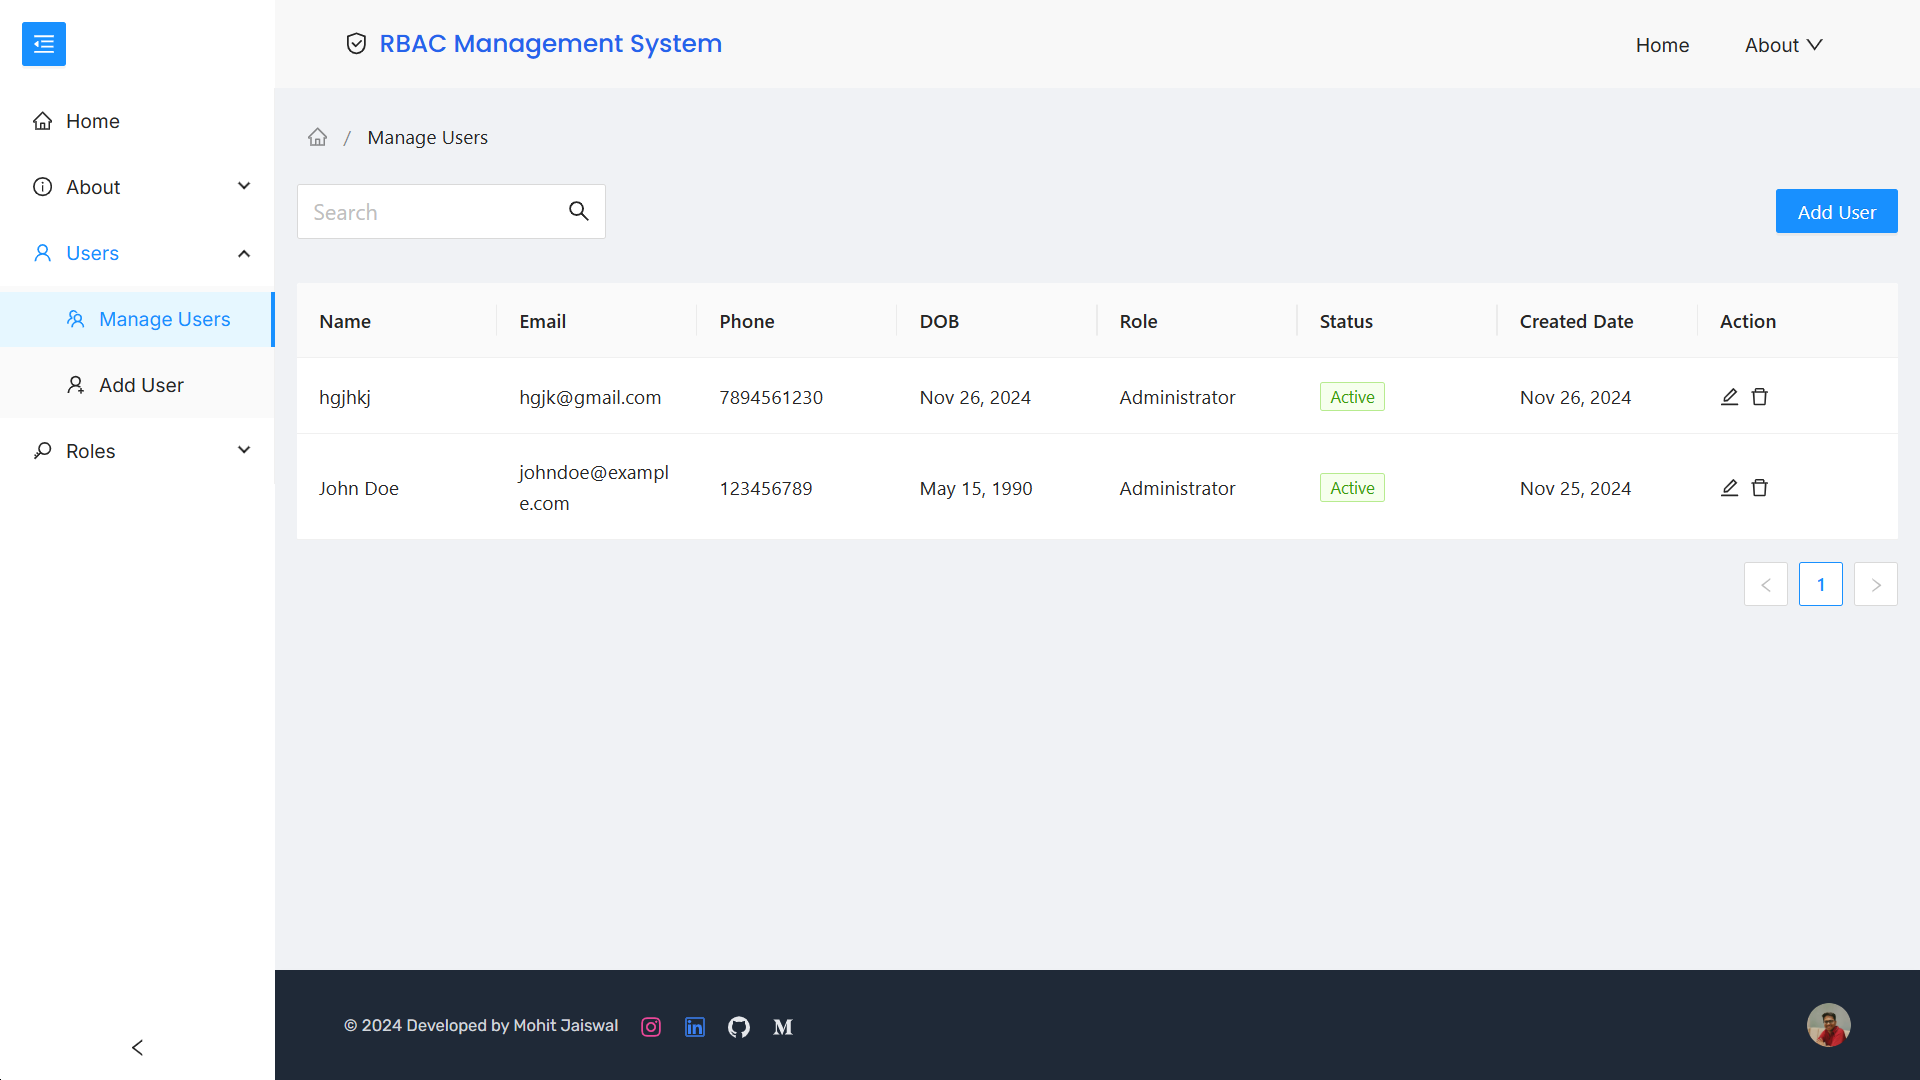 RBAC Management System
Home
About
Home
About
Users
Manage Users
Add User
Roles
/ Manage Users
Search
Add User
Name Email Phone DOB Role Status Created Date Action
hgjhkj hgjk@gmail.com 7894561230 Nov 26, 2024 Administrator Active Nov 26, 2024
John Doe johndoe@exampl
e.com 123456789 May 15, 1990 Administrator Active Nov 25, 2024
< 1 >
© 2024 Developed by Mohit Jaiswal